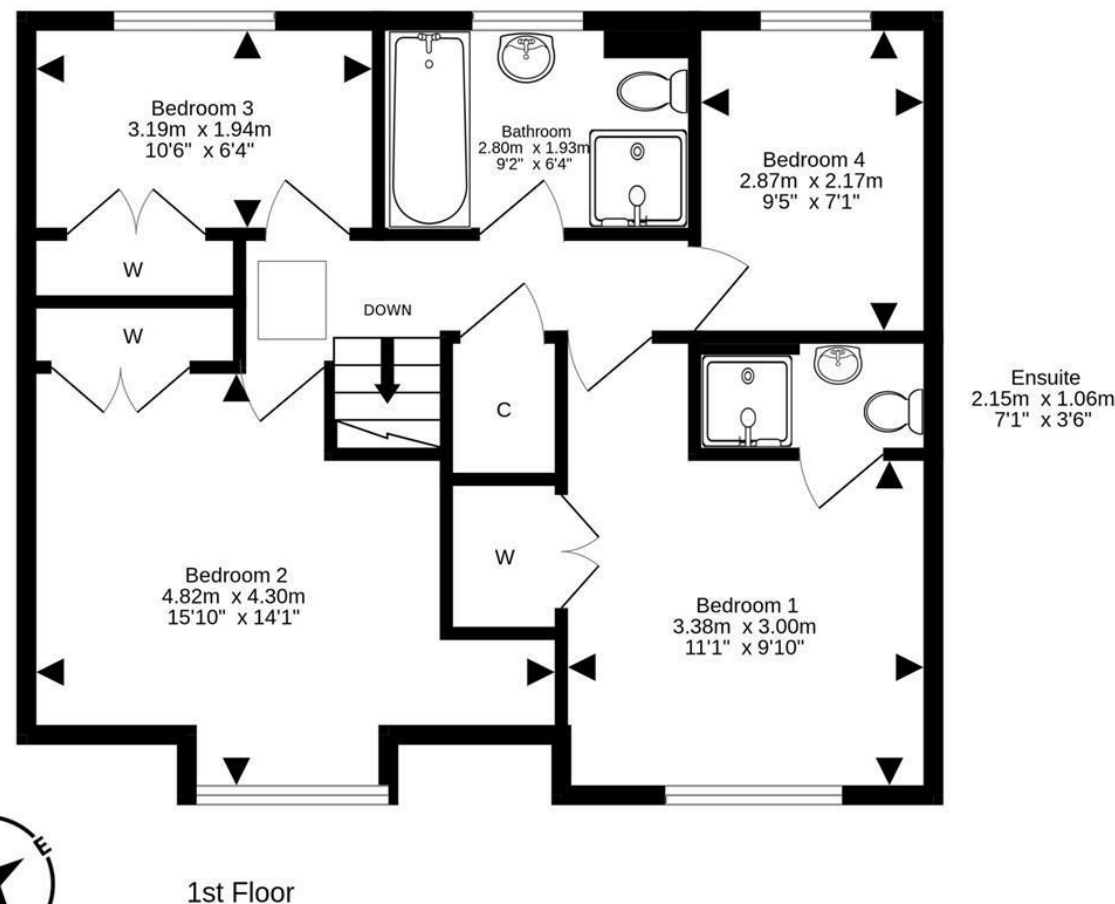 Bedroom 3
3.19m x 1.94m
10'6" x 6'4"
Bathroom
2.80m x 1.93m
9'2" x 6'4"
Bedroom 4
2.87m x 2.17m
9'5" x 7'1"
W
W
DOWN
C
Ensuite
2.15m x 1.06m
7'1" x 3'6"
W
Bedroom 2
4.82m x 4.30m
15'10" x 14'1"
Bedroom 1
3.38m x 3.00m
11'1" x 9'10"
E
1st Floor